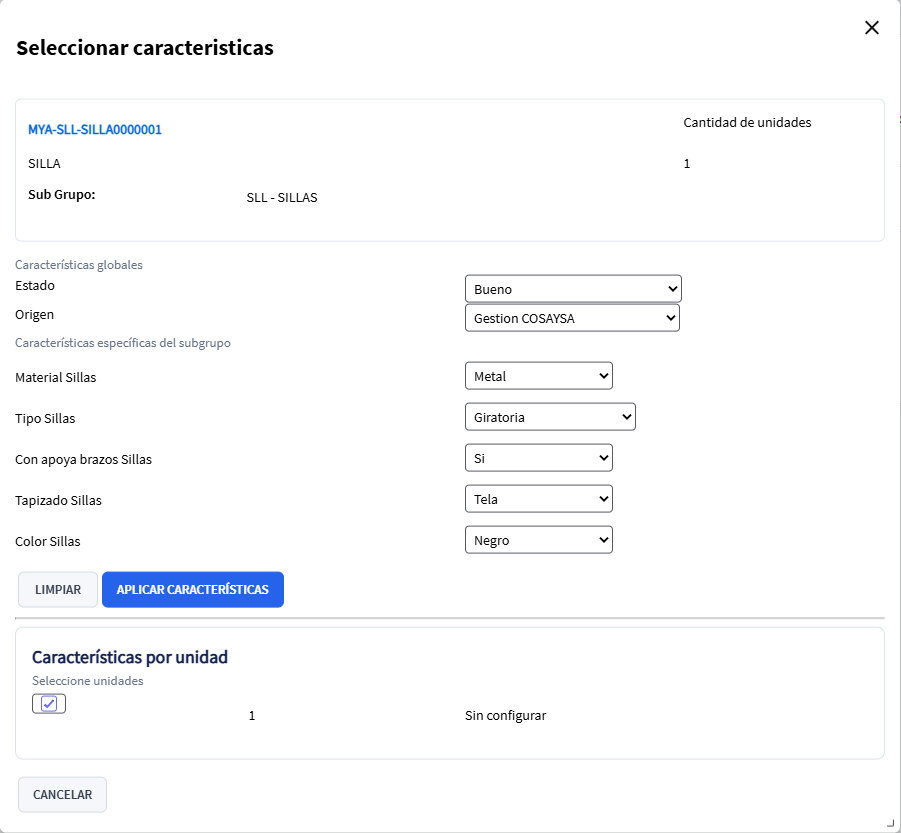 Seleccionar caracteristicas
MYA-SLL-SILLA0000001
Cantidad de unidades
SILLA
1
Sub Grupo:
SLL - SILLAS
Características globales
Estado
Bueno
Origen
Gestion COSAYSA
Características específicas del subgrupo
Material Sillas
Metal
Tipo Sillas
Giratoria
Con apoya brazos Sillas
Si
Tapizado Sillas
Tela
Color Sillas
Negro
LIMPIAR
APLICAR CARACTERÍSTICAS
Características por unidad
Seleccione unidades
1
Sin configurar
CANCELAR